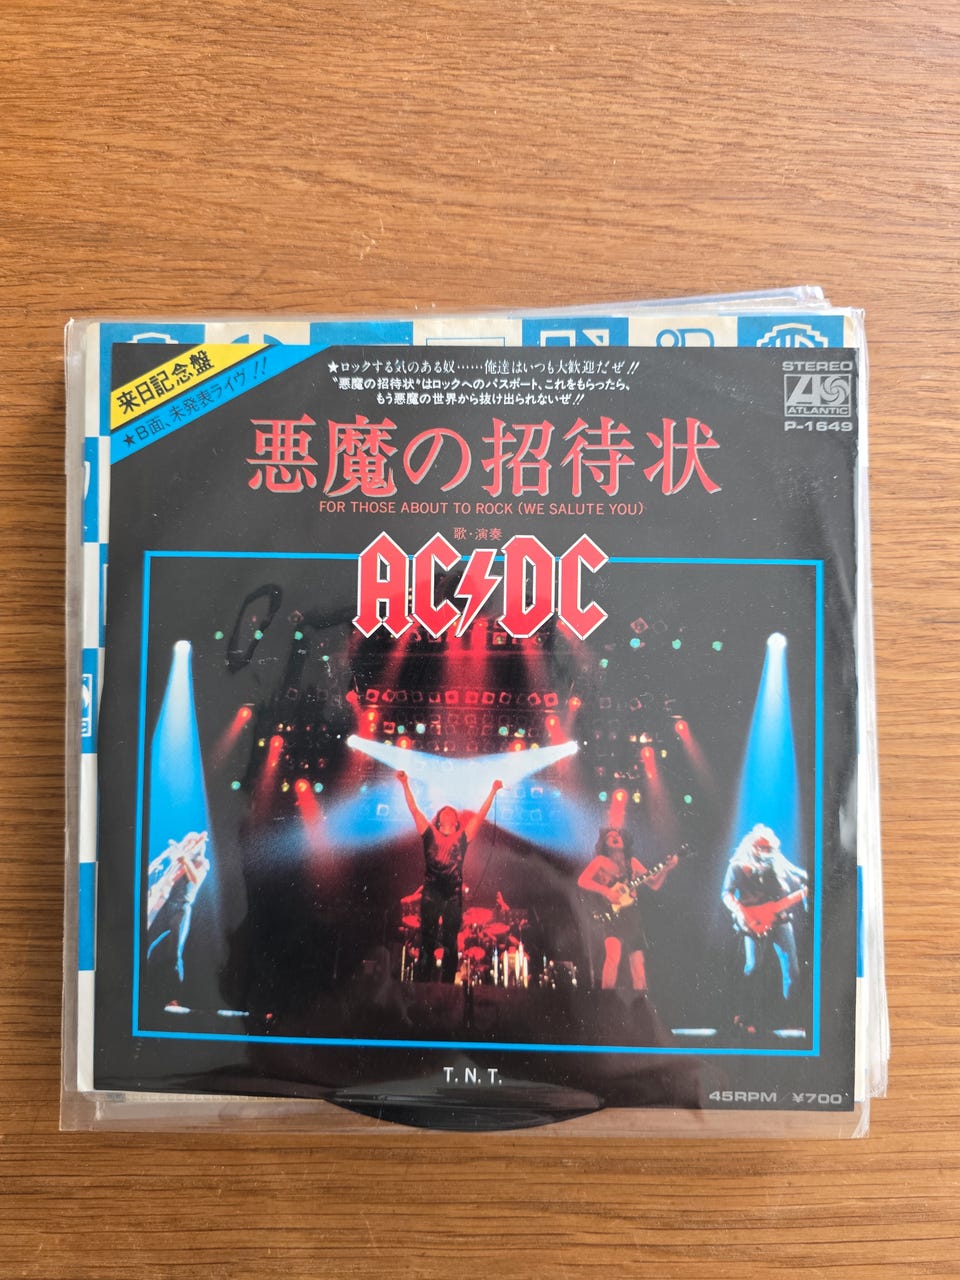 来日記念盤
★B面、未発表ライヴ!!
★ロックする気のある奴……俺達はいつも大歓迎だぜ!!
“悪魔の招待状”はロックへのパスポート、これをもらったら、
もう悪魔の世界から抜け出られないぜ!!
STEREO
ATLANTIC
P-1649
悪魔の招待状
FOR THOSE ABOUT TO ROCK (WE SALUTE YOU)
歌・演奏
AC/DC
T. N. T.
45RPM / ¥700